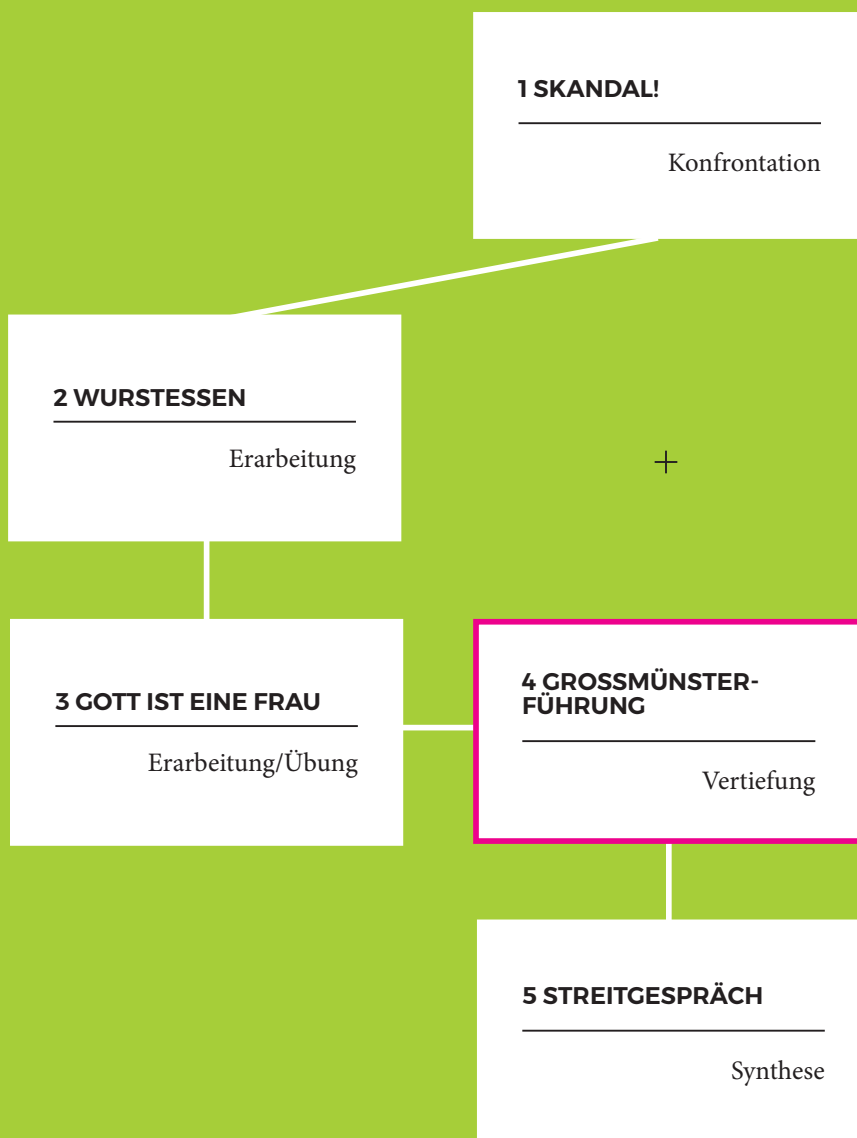 1 SKANDAL!
Konfrontation
2 WURSTESSEN
Erarbeitung
3 GOTT IST EINE FRAU
Erarbeitung/Übung
4 GROSSMÜNSTER-
FÜHRUNG
Vertiefung
5 STREITGESPRÄCH
Synthese